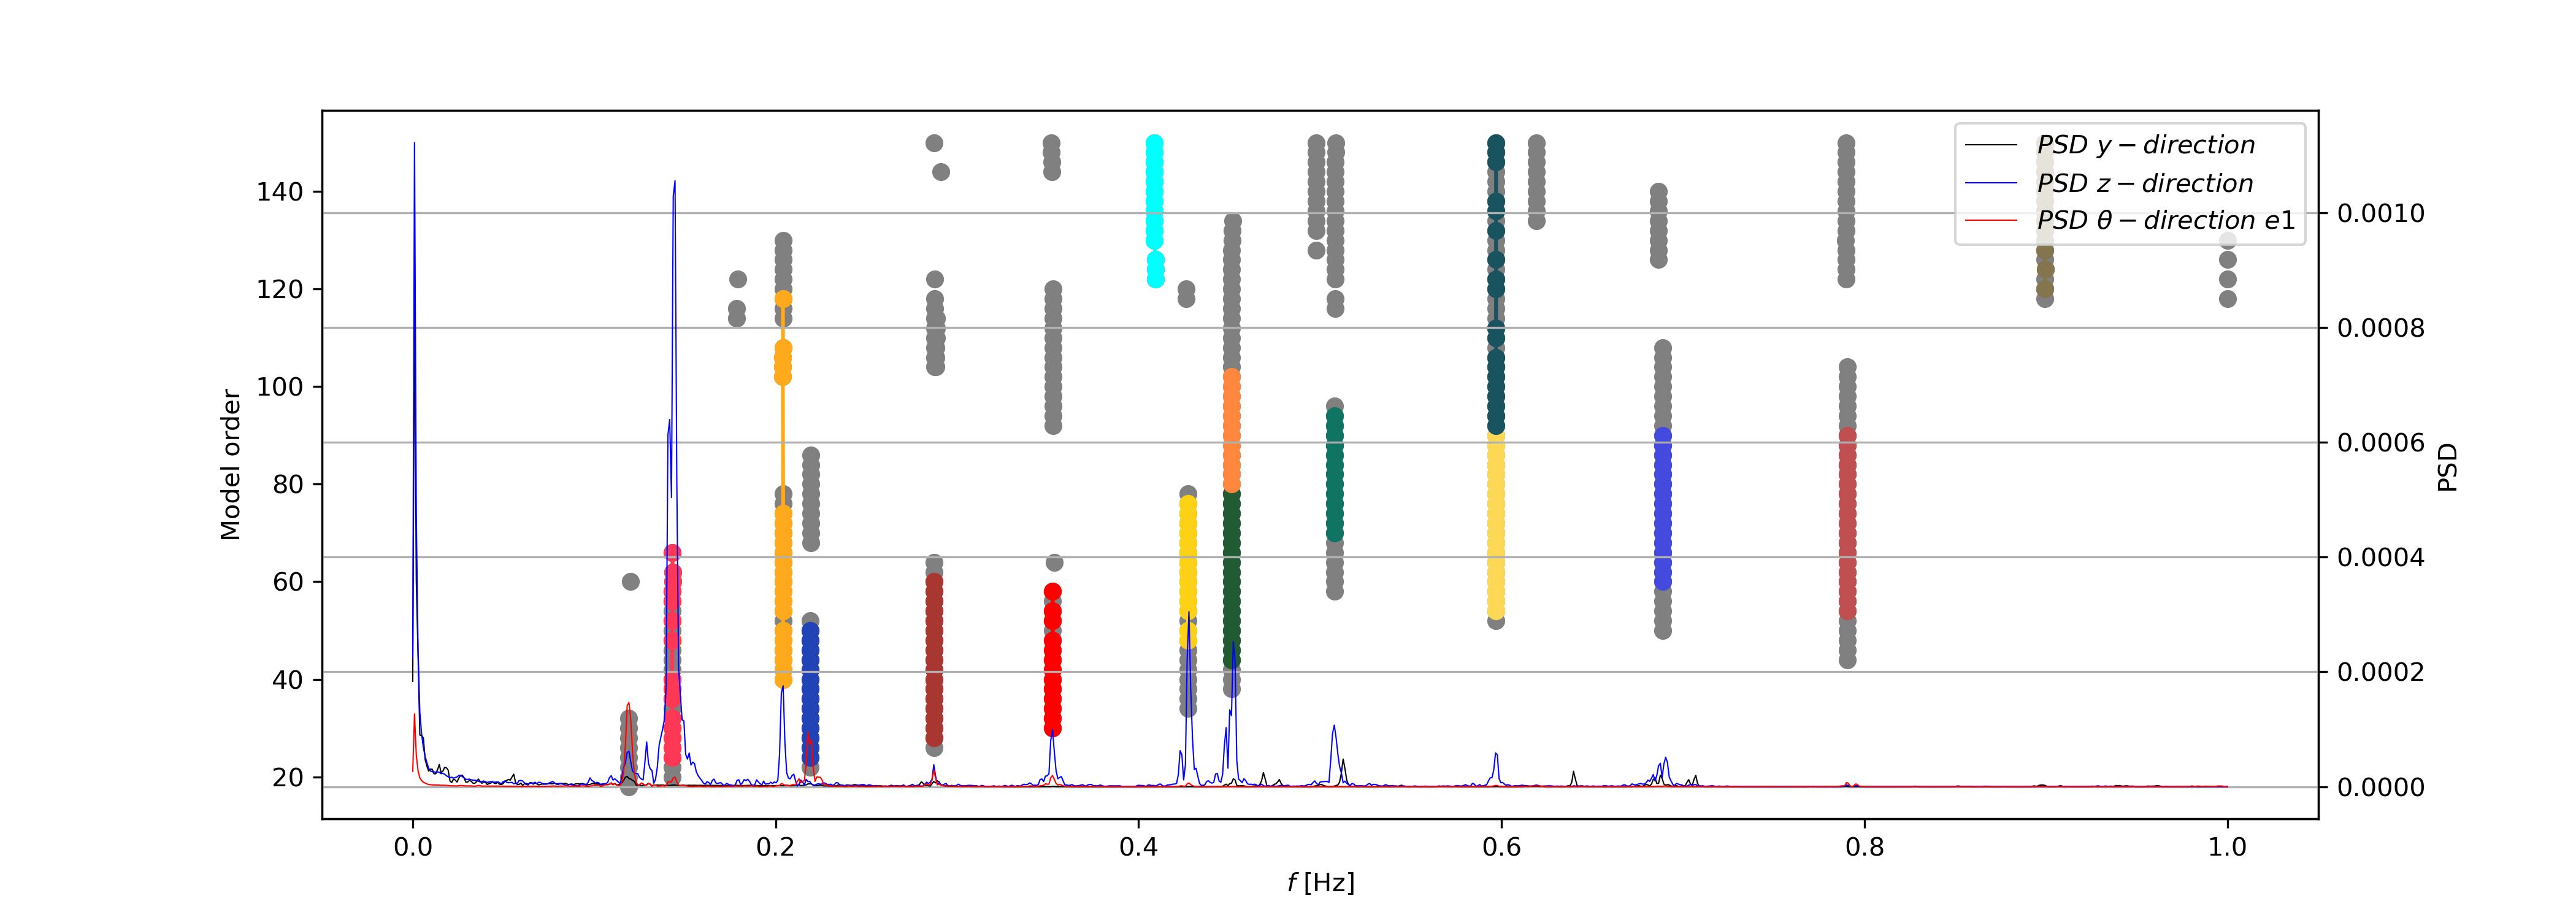 PSD y − direction
PSD z − direction
PSD θ − direction e1
140
120
100
80
60
40
20
Model order
0.0010
0.0008
0.0006
0.0004
0.0002
0.0000
PSD
0.0 0.2 0.4 0.6 0.8 1.0
f [Hz]